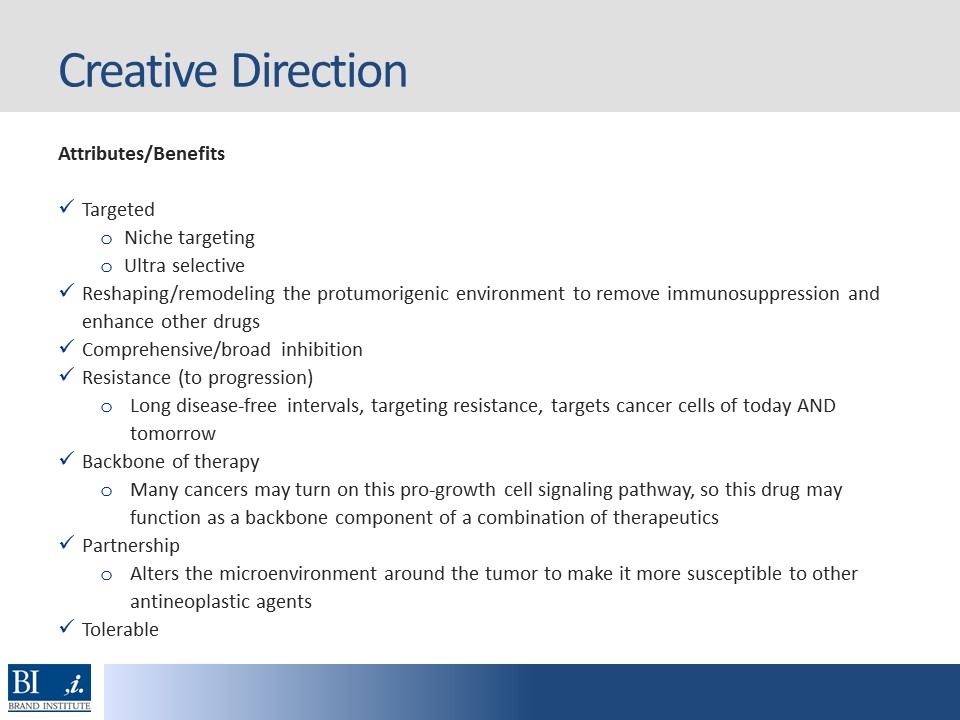 Creative Direction
Attributes/Benefits
✓ Targeted
o Niche targeting
o Ultra selective
✓ Reshaping/remodeling the protumorigenic environment to remove immunosuppression and
enhance other drugs
✓ Comprehensive/broad inhibition
✓ Resistance (to progression)
o Long disease-free intervals, targeting resistance, targets cancer cells of today AND
tomorrow
✓ Backbone of therapy
o Many cancers may turn on this pro-growth cell signaling pathway, so this drug may
function as a backbone component of a combination of therapeutics
✓ Partnership
o Alters the microenvironment around the tumor to make it more susceptible to other
antineoplastic agents
✓ Tolerable
BI ,i.
BRAND INSTITUTE